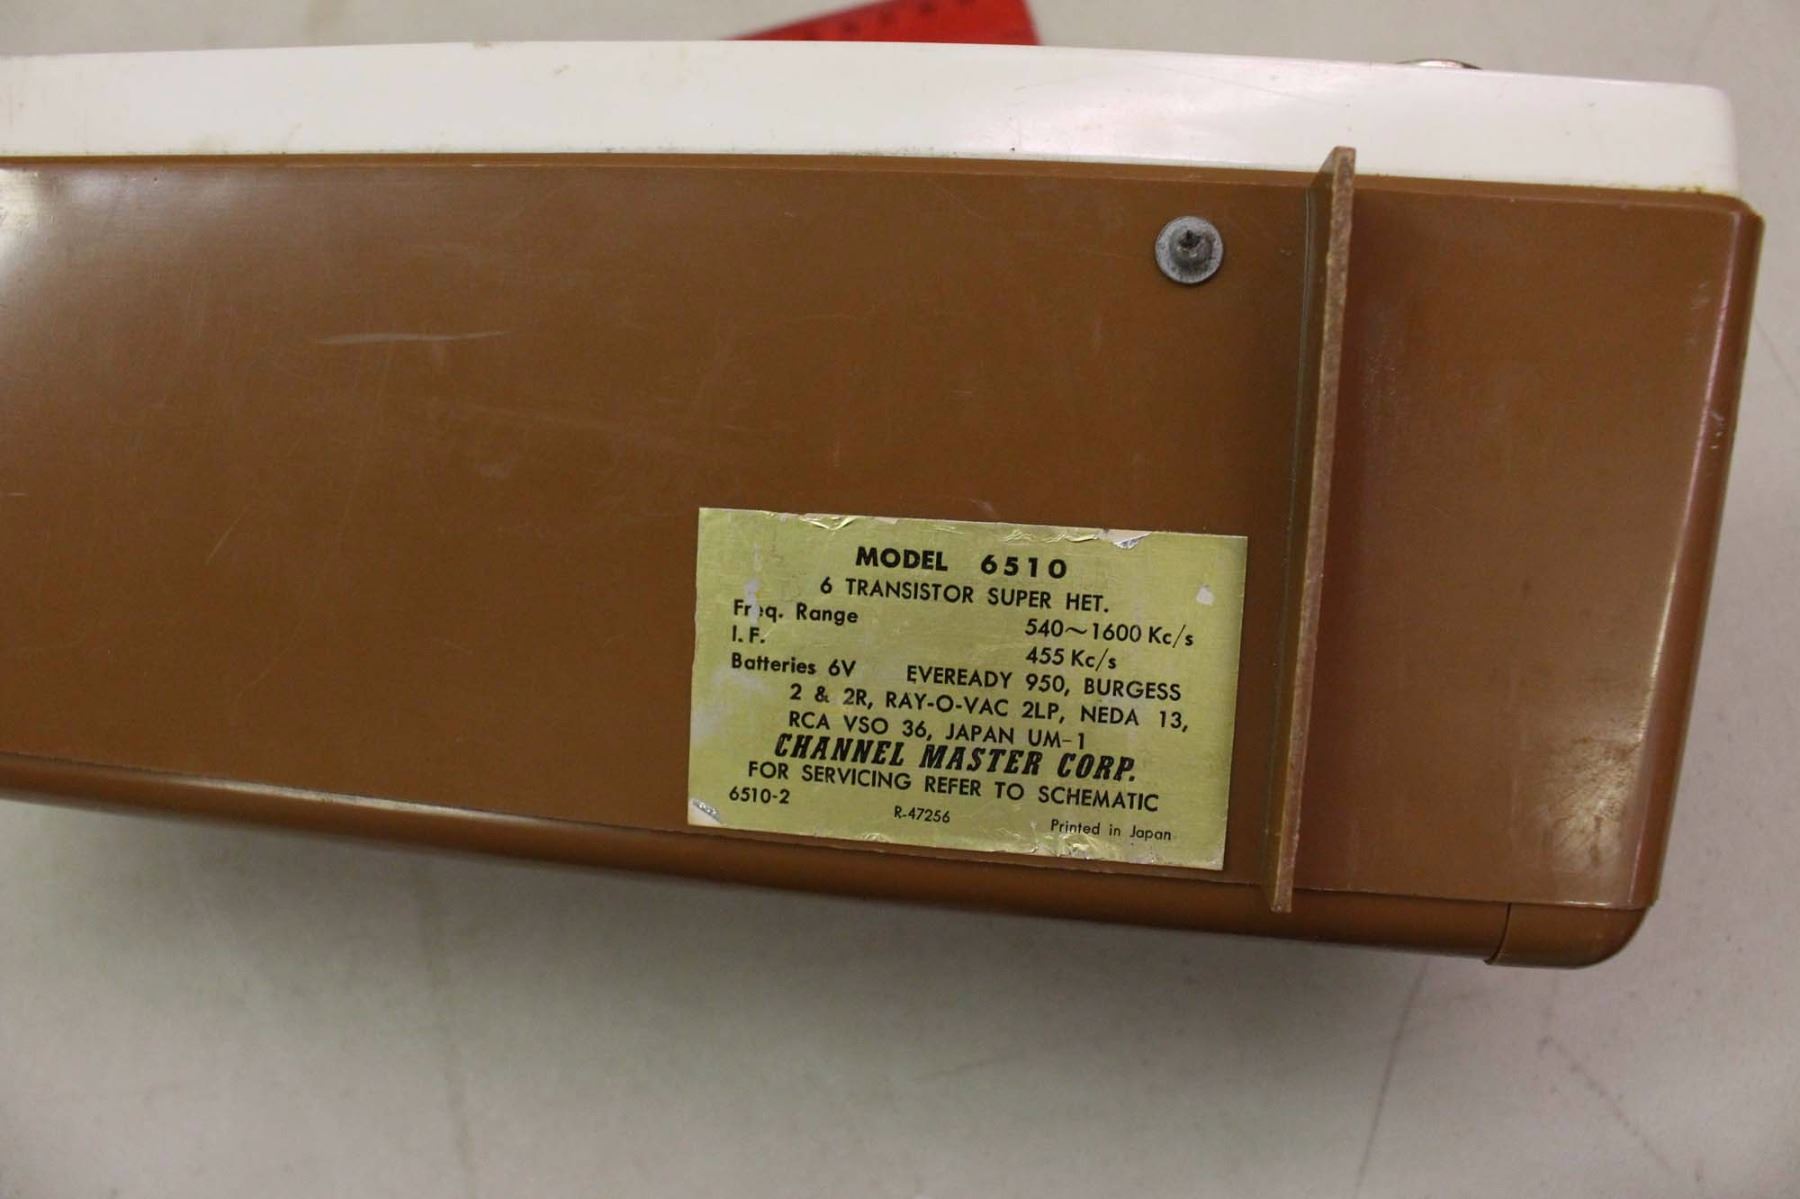 MODEL 6510
6 TRANSISTOR SUPER HET.
Freq. Range 540~1600 Kc/s
I.F. 455 Kc/s
Batteries 6V EVEREADY 950, BURGESS
2 & 2R, RAY-O-VAC 2LP, NEDA 13,
RCA VSO 36, JAPAN UM-1
CHANNEL MASTER CORP.
FOR SERVICING REFER TO SCHEMATIC
6510-2 R-47256 Printed in Japan